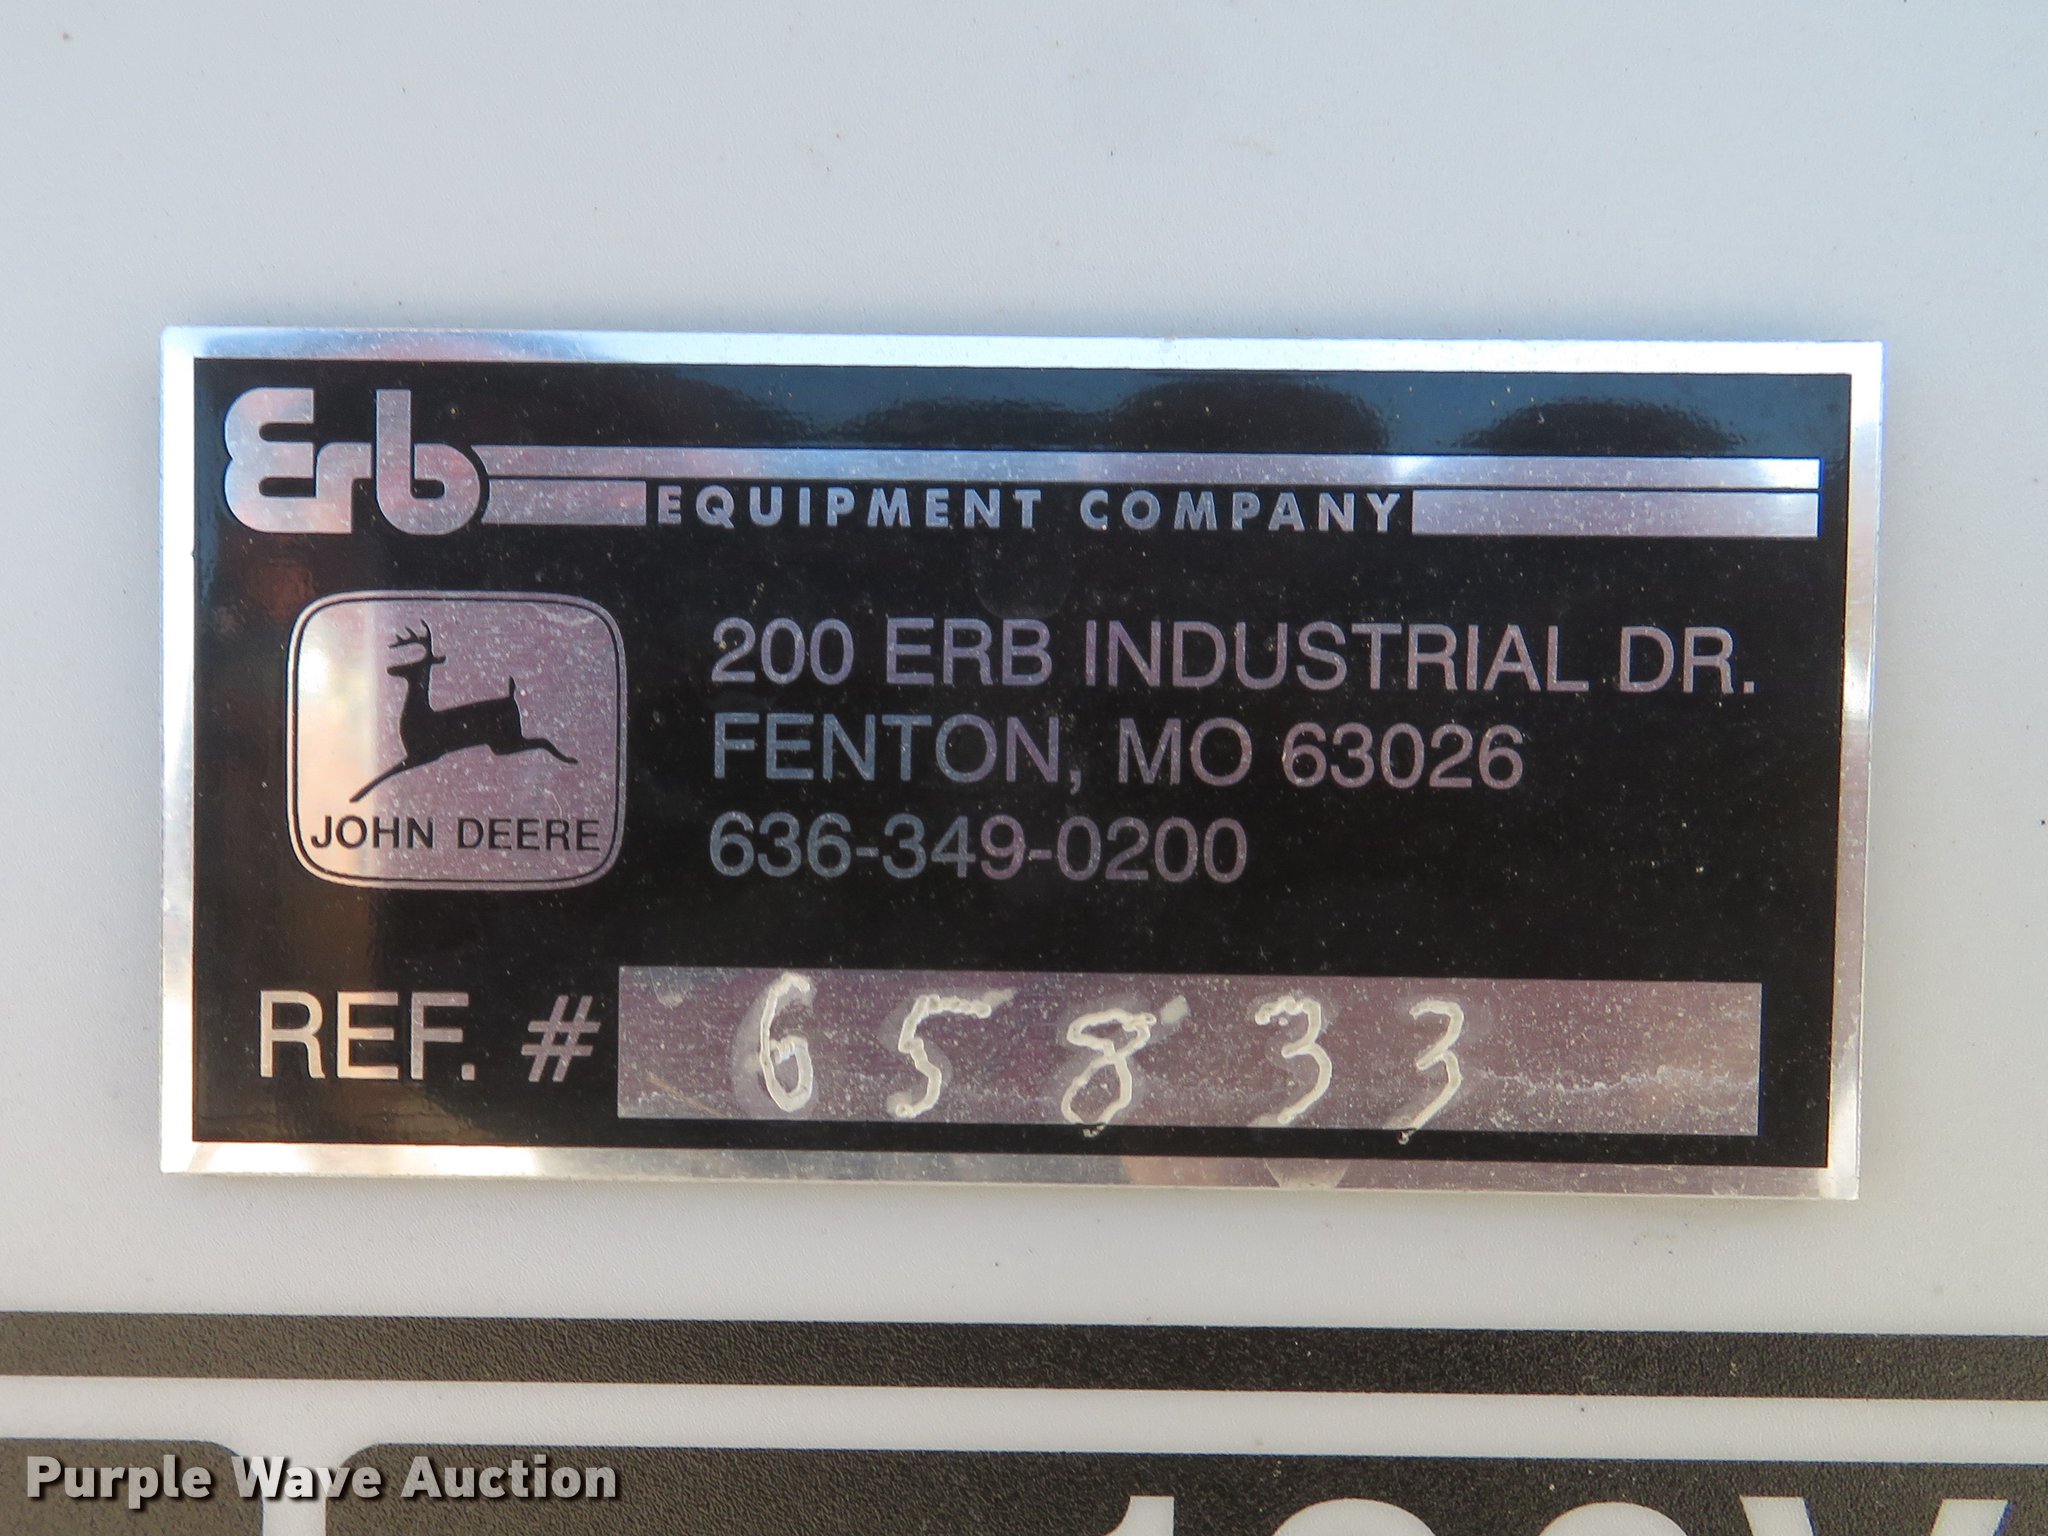 Erb
EQUIPMENT COMPANY
JOHN DEERE
200 ERB INDUSTRIAL DR.
FENTON, MO 63026
636-349-0200
REF. # 65833
Purple Wave Auction